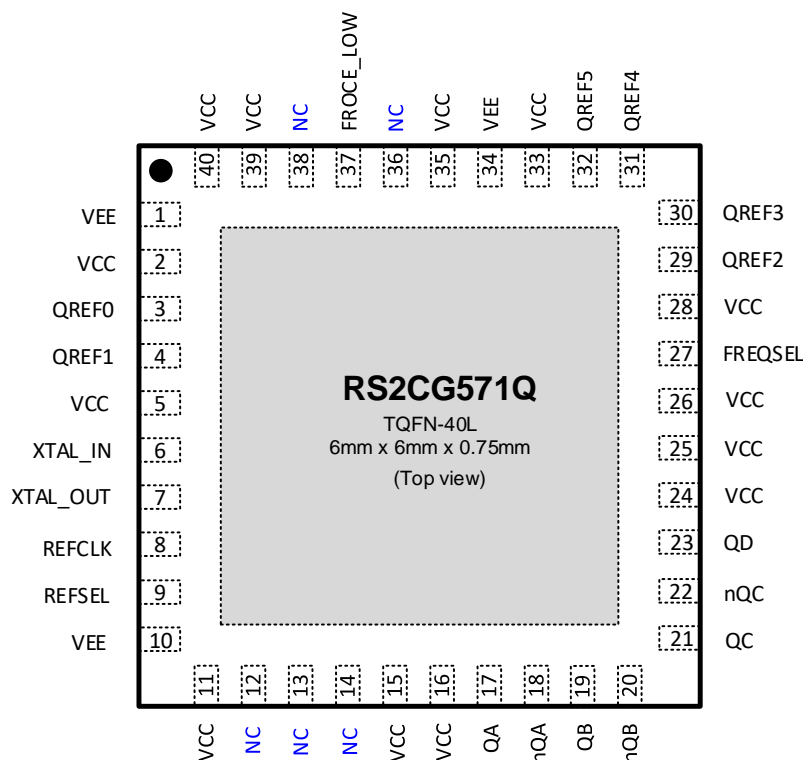 VCC
VCC
NC
FROCE_LOW
NC
VCC
VEE
VCC
QREF5
QREF4
40
39
38
37
36
35
34
33
32
31
VEE 1
VCC 2
QREF0 3
QREF1 4
VCC 5
XTAL_IN 6
XTAL_OUT 7
REFCLK 8
REFSEL 9
VEE 10
RS2CG571Q
TQFN-40L
6mm x 6mm x 0.75mm
(Top view)
30 QREF3
29 QREF2
28 VCC
27 FREQSEL
26 VCC
25 VCC
24 VCC
23 QD
22 nQC
21 QC
11
12
13
14
15
16
17
18
19
20
VCC
NC
NC
NC
VCC
VCC
QA
nQA
QB
nQB